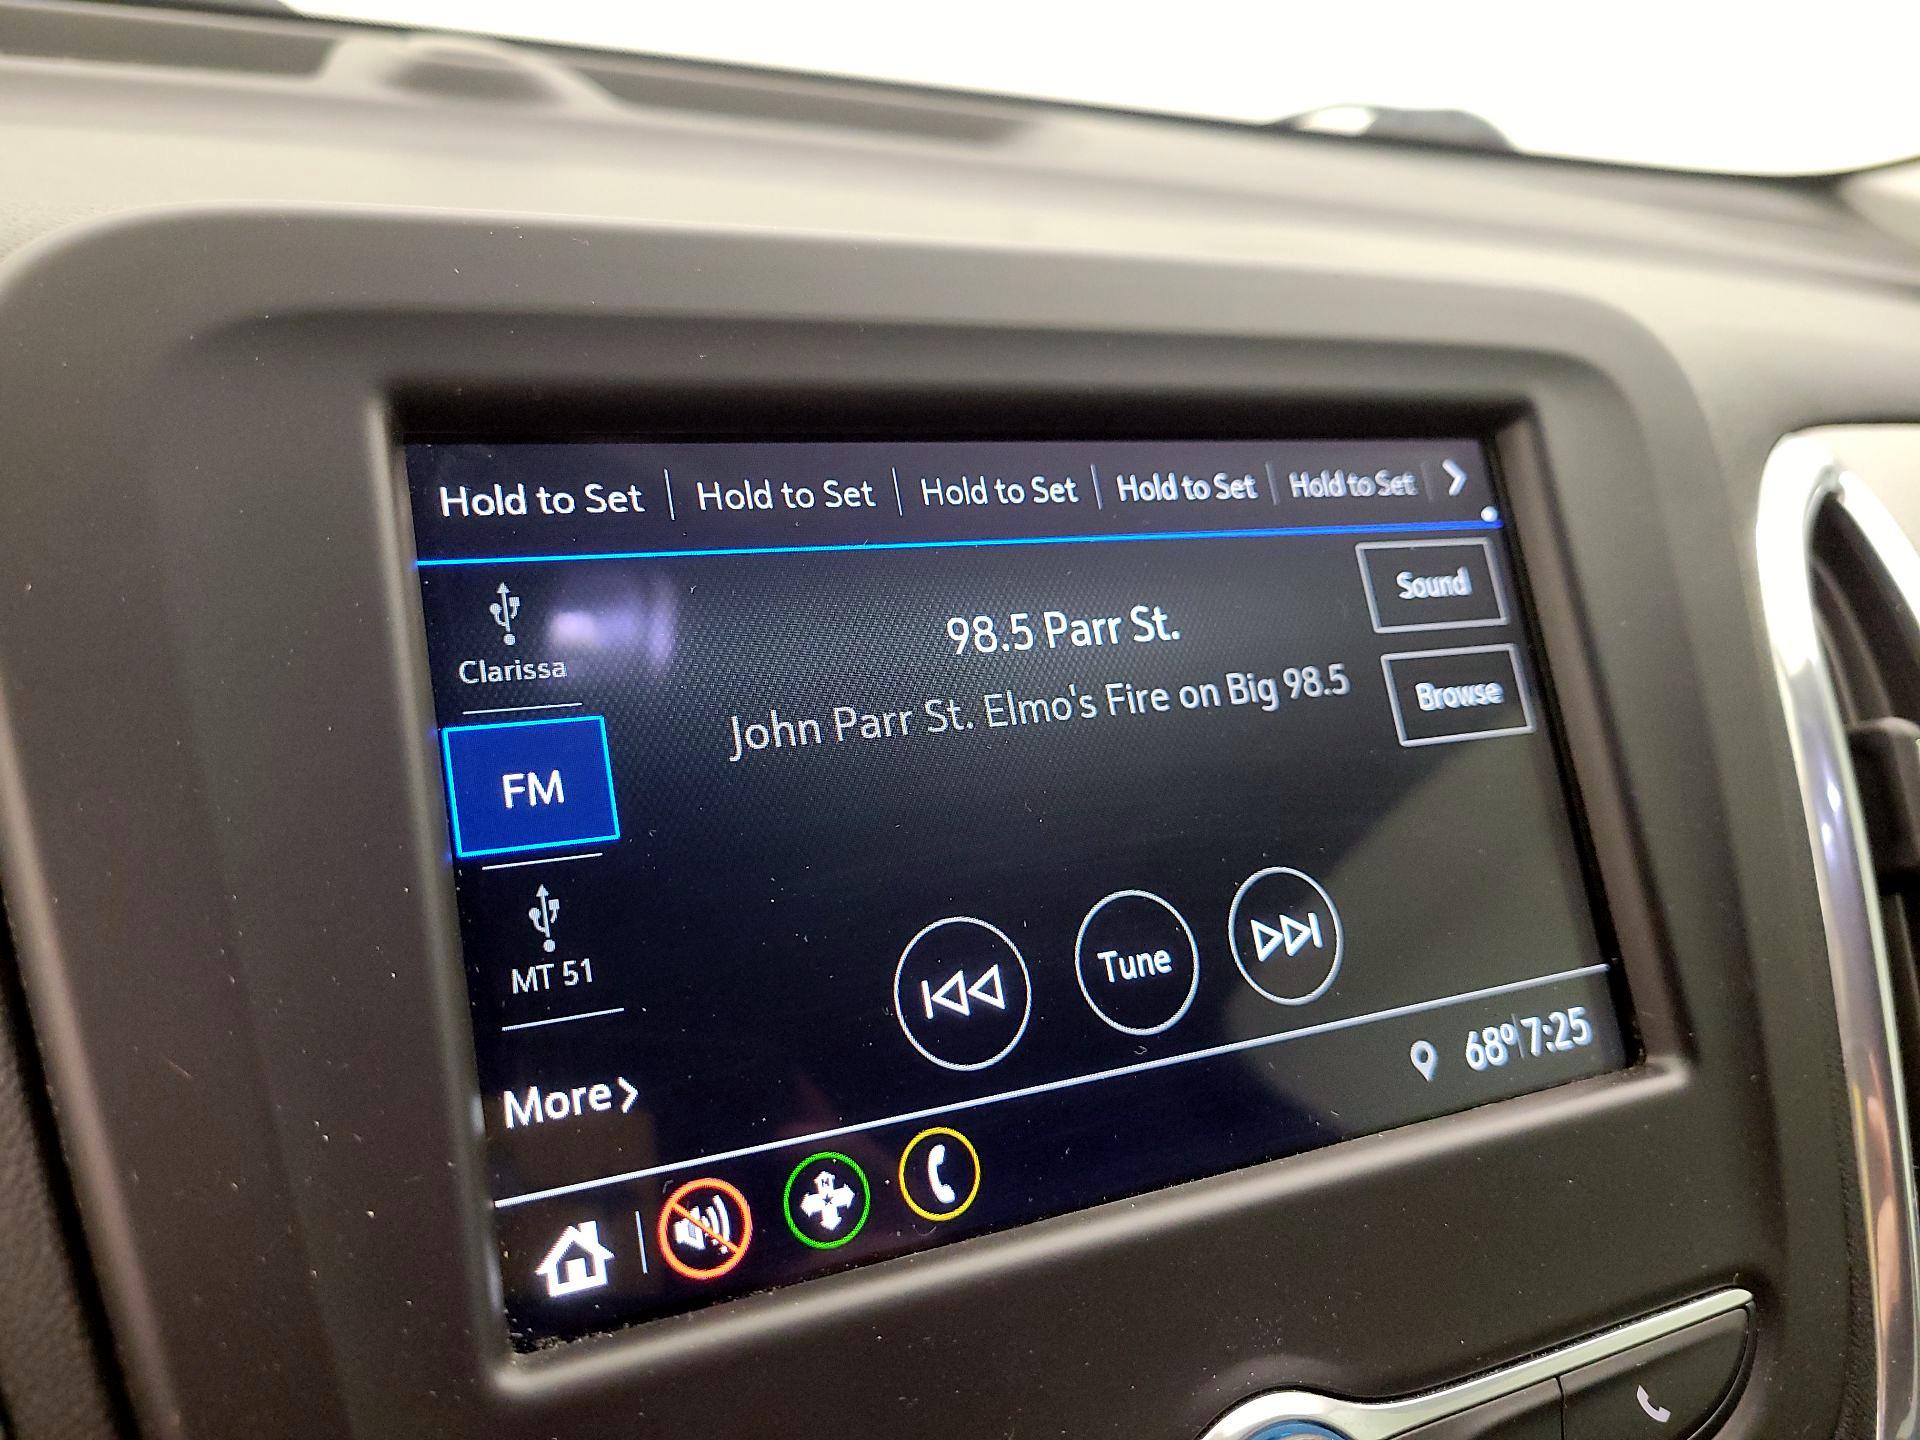 Hold to Set | Hold to Set | Hold to Set | Hold to Set | Hold to Set
Sound
98.5 Parr St.
Clarissa
John Parr St. Elmo's Fire on Big 98.5
Browse
FM
Tune
MT 51
68° 7:25
More
N